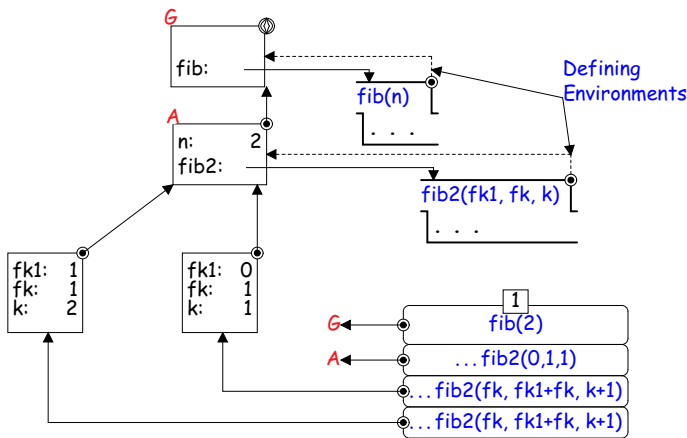 G
fib:
fib(n)
. . .
Defining
Environments
A
n: 2
fib2:
fib2(fk1, fk, k)
. . .
fk1: 1
fk: 1
k: 2
fk1: 0
fk: 1
k: 1
1
G
fib(2)
A
...fib2(0,1,1)
...fib2(fk, fk1+fk, k+1)
...fib2(fk, fk1+fk, k+1)